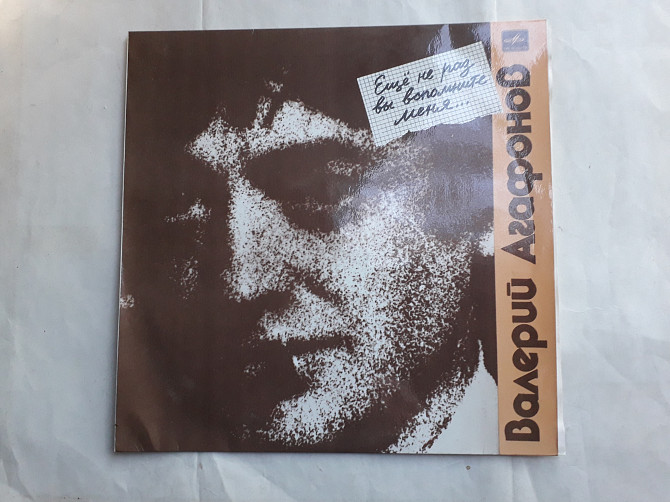 Ещё не раз
вы вспомните
меня...
Валерий Агафонов